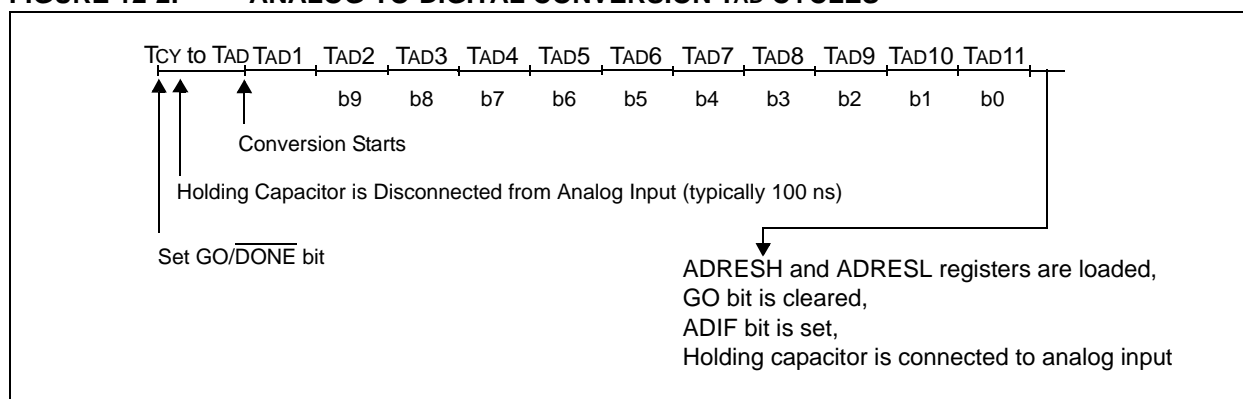 FIGURE 12-2: ANALOG-TO-DIGITAL CONVERSION TAD CYCLES
TCY to TAD TAD1 TAD2 TAD3 TAD4 TAD5 TAD6 TAD7 TAD8 TAD9 TAD10 TAD11
b9 b8 b7 b6 b5 b4 b3 b2 b1 b0
Conversion Starts
Holding Capacitor is Disconnected from Analog Input (typically 100 ns)
Set GO/DONE bit
ADRESH and ADRESL registers are loaded,
GO bit is cleared,
ADIF bit is set,
Holding capacitor is connected to analog input